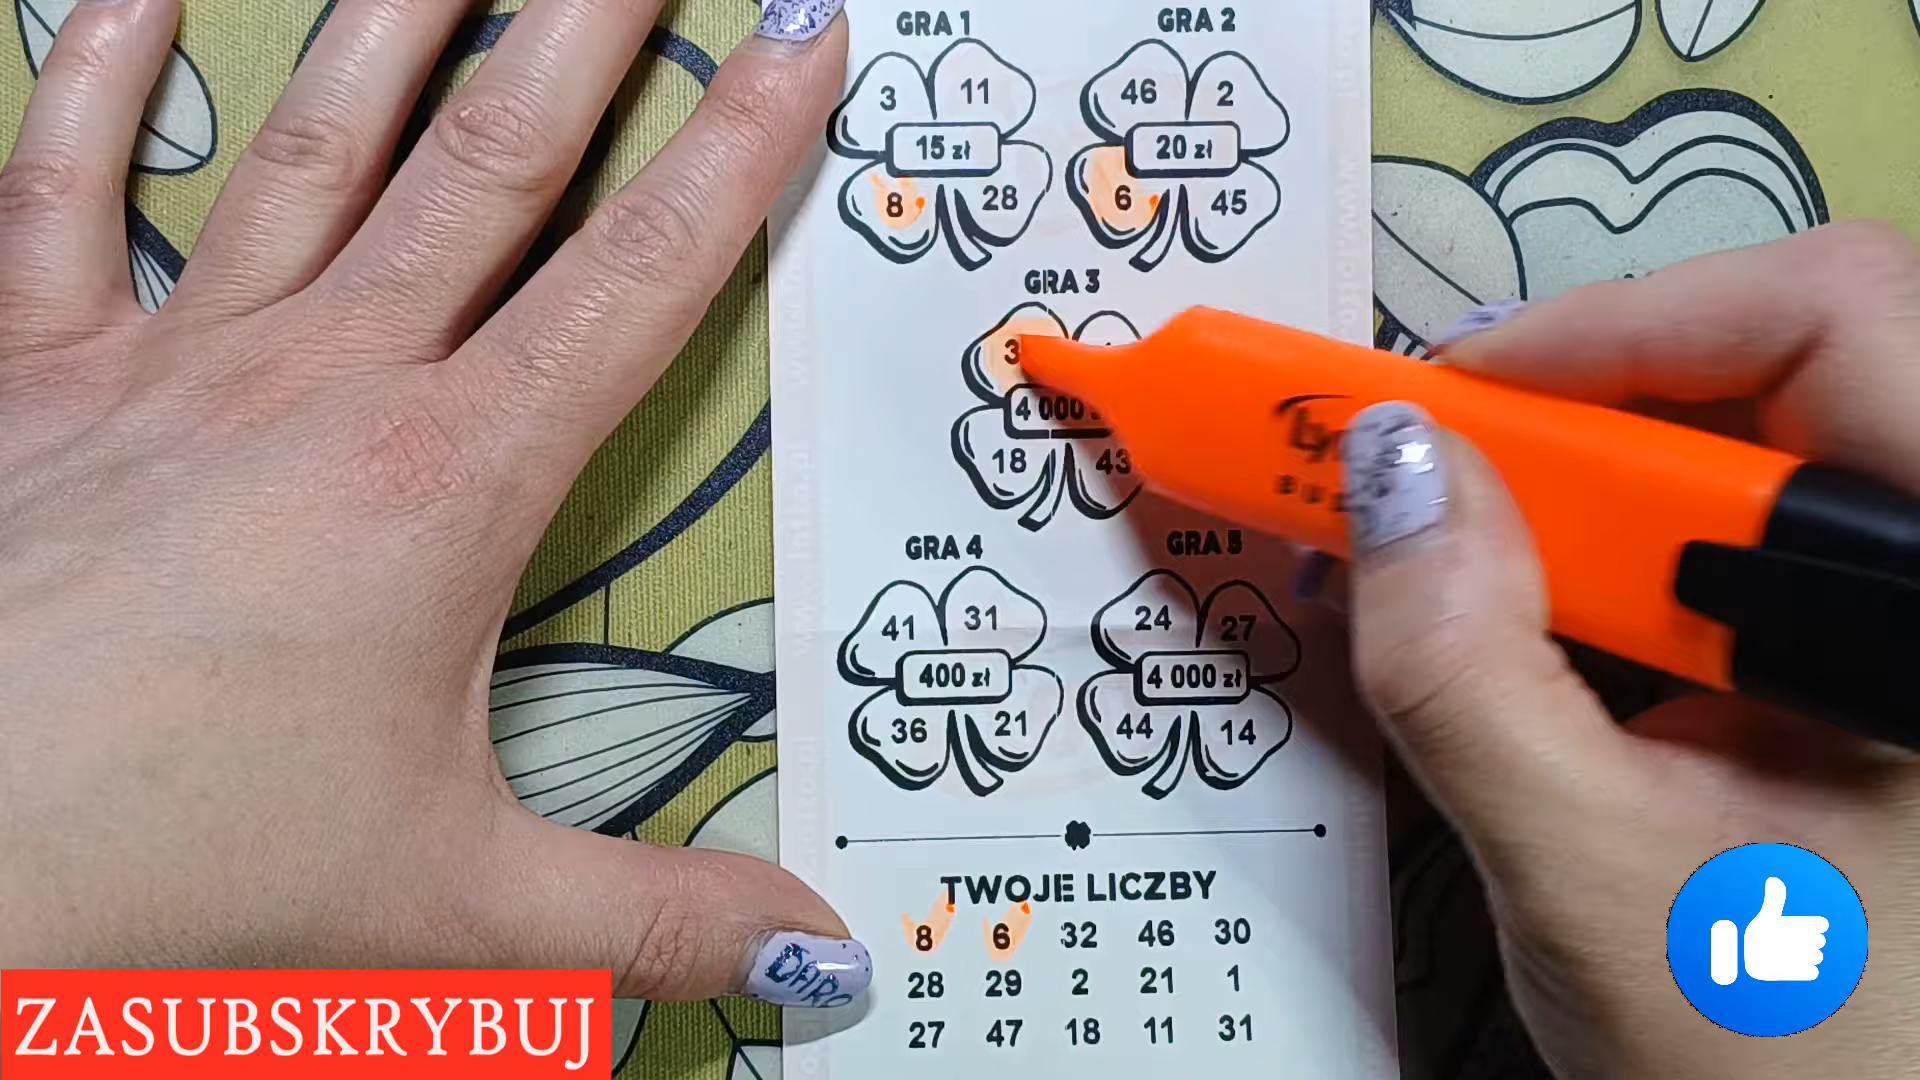 GRA 1
GRA 2
3 11
46 2
15 zł
20 zł
8 28
6 45
GRA 3
4 000
18 43
GRA 4
GRA 5
41 31
24 27
400 zł
4 000 zł
36 21
44 14
TWOJE LICZBY
8 6 32 46 30
28 29 2 21 1
27 47 18 11 31
ZASUBSKRYBUJ